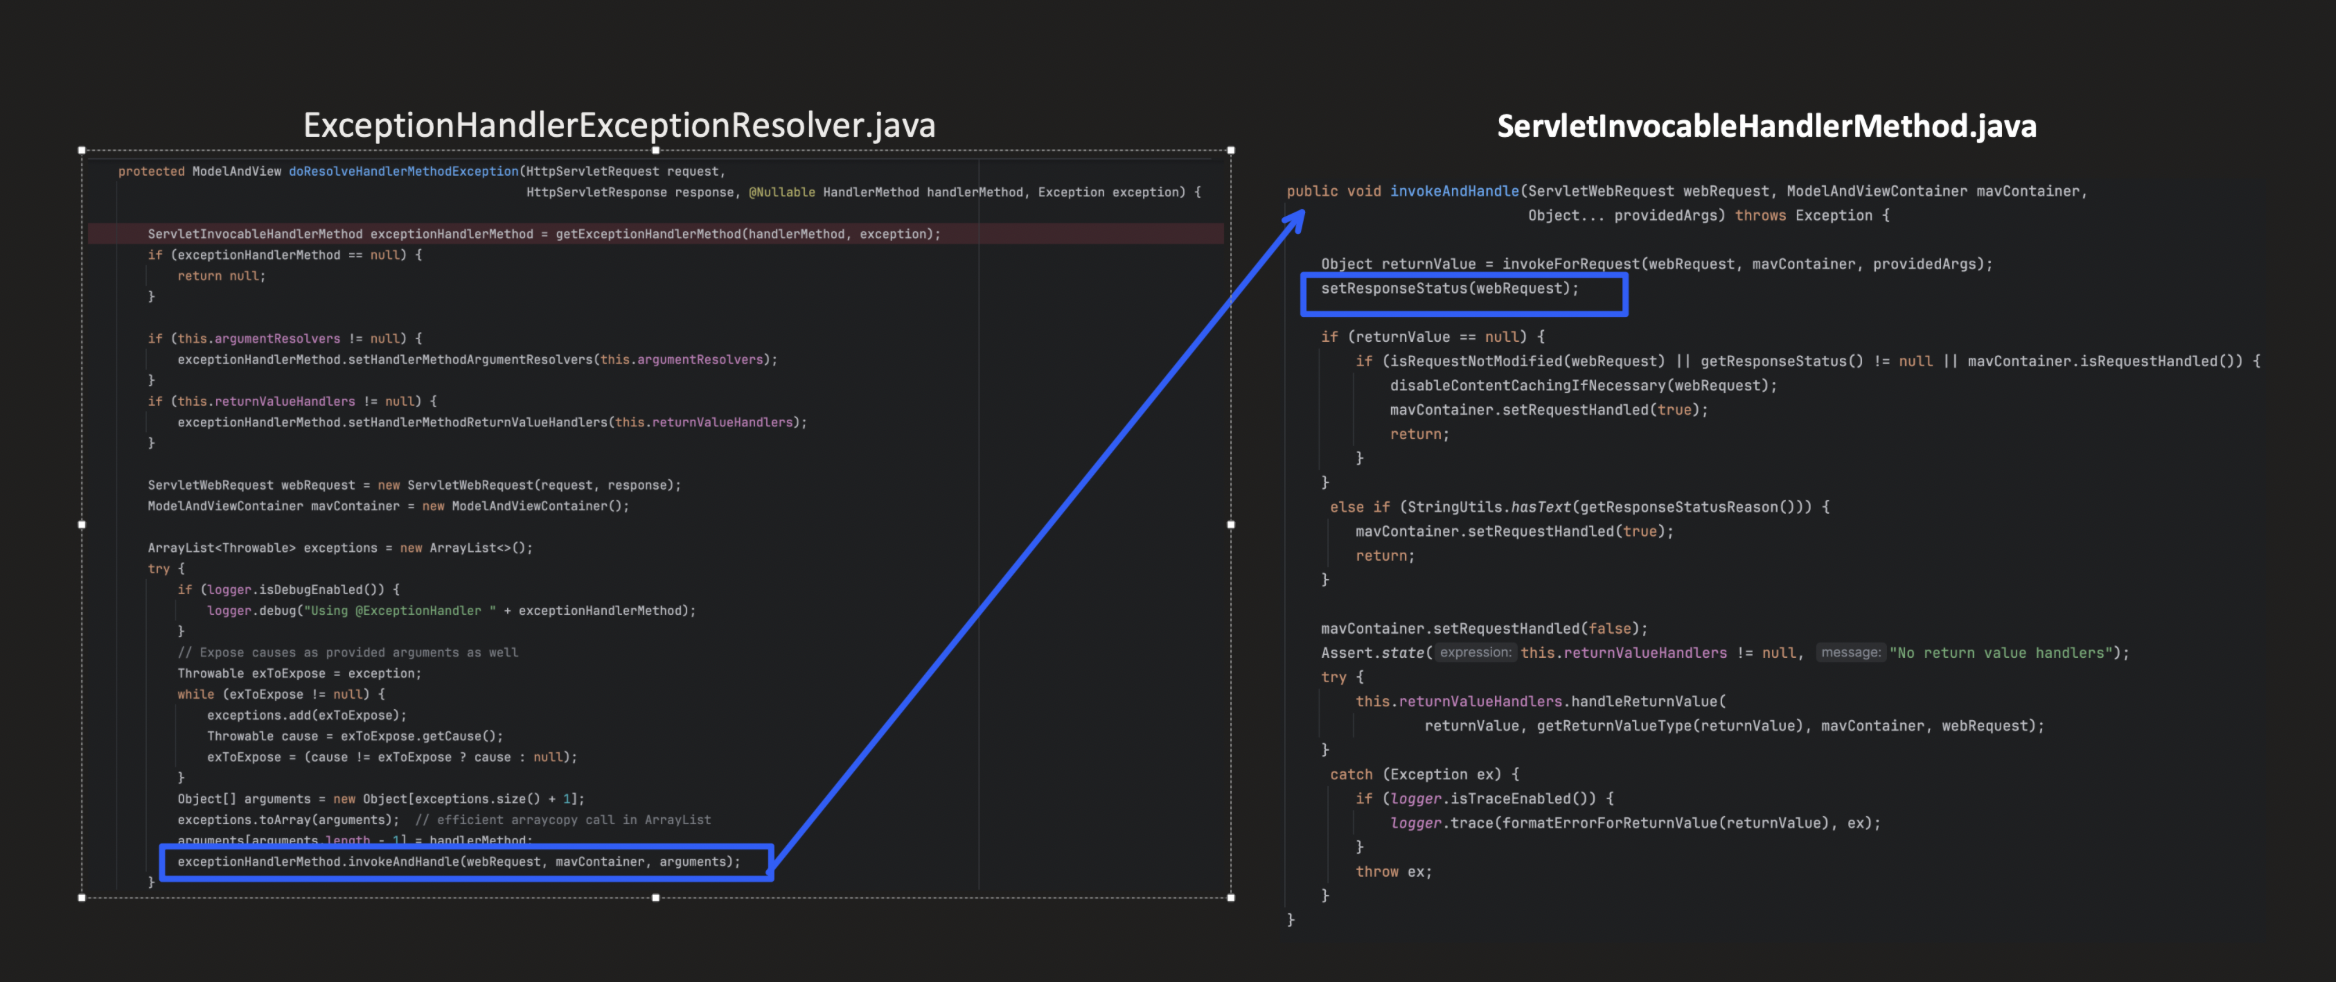 ExceptionHandlerExceptionResolver.java
protected ModelAndView doResolveHandlerMethodException(HttpServletRequest request,
HttpServletResponse response, @Nullable HandlerMethod handlerMethod, Exception exception) {
ServletInvocableHandlerMethod exceptionHandlerMethod = getExceptionHandlerMethod(handlerMethod, exception);
if (exceptionHandlerMethod == null) {
return null;
}
if (this.argumentResolvers != null) {
exceptionHandlerMethod.setHandlerMethodArgumentResolvers(this.argumentResolvers);
}
if (this.returnValueHandlers != null) {
exceptionHandlerMethod.setHandlerMethodReturnValueHandlers(this.returnValueHandlers);
}
ServletWebRequest webRequest = new ServletWebRequest(request, response);
ModelAndViewContainer mavContainer = new ModelAndViewContainer();
ArrayList<Throwable> exceptions = new ArrayList<>();
try {
if (logger.isDebugEnabled()) {
logger.debug("Using @ExceptionHandler " + exceptionHandlerMethod);
}
// Expose causes as provided arguments as well
Throwable exToExpose = exception;
while (exToExpose != null) {
exceptions.add(exToExpose);
Throwable cause = exToExpose.getCause();
exToExpose = (cause != exToExpose ? cause : null);
}
Object[] arguments = new Object[exceptions.size() + 1];
exceptions.toArray(arguments);  // efficient arraycopy call in ArrayList
arguments[arguments.length - 1] = handlerMethod;
exceptionHandlerMethod.invokeAndHandle(webRequest, mavContainer, arguments);
}
ServletInvocableHandlerMethod.java
public void invokeAndHandle(ServletWebRequest webRequest, ModelAndViewContainer mavContainer,
Object... providedArgs) throws Exception {
Object returnValue = invokeForRequest(webRequest, mavContainer, providedArgs);
setResponseStatus(webRequest);
if (returnValue == null) {
if (isRequestNotModified(webRequest) || getResponseStatus() != null || mavContainer.isRequestHandled()) {
disableContentCachingIfNecessary(webRequest);
mavContainer.setRequestHandled(true);
return;
}
}
else if (StringUtils.hasText(getResponseStatusReason())) {
mavContainer.setRequestHandled(true);
return;
}
mavContainer.setRequestHandled(false);
Assert.state( expression: this.returnValueHandlers != null, message: "No return value handlers");
try {
this.returnValueHandlers.handleReturnValue(
returnValue, getReturnValueType(returnValue), mavContainer, webRequest);
}
catch (Exception ex) {
if (logger.isTraceEnabled()) {
logger.trace(formatErrorForReturnValue(returnValue), ex);
}
throw ex;
}
}